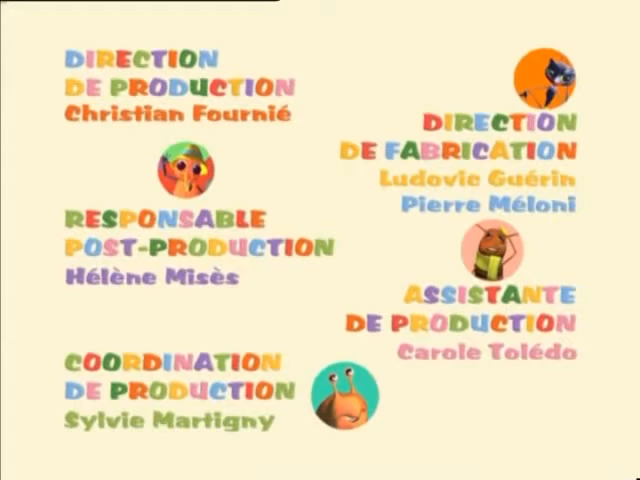 DIRECTION
DE PRODUCTION
Christian Fournié
DIRECTION
DE FABRICATION
Ludovic Guérin
Pierre Méloni
RESPONSABLE
POST-PRODUCTION
Hélène Misès
ASSISTANTE
DE PRODUCTION
Carole Tolédo
COORDINATION
DE PRODUCTION
Sylvie Martigny